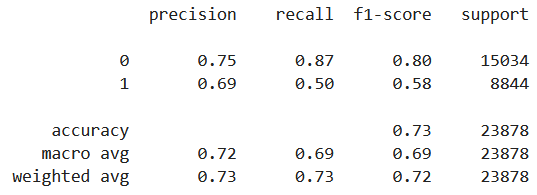 precision recall f1-score support
0 0.75 0.87 0.80 15034
1 0.69 0.50 0.58 8844
accuracy 0.73 23878
macro avg 0.72 0.69 0.69 23878
weighted avg 0.73 0.73 0.72 23878